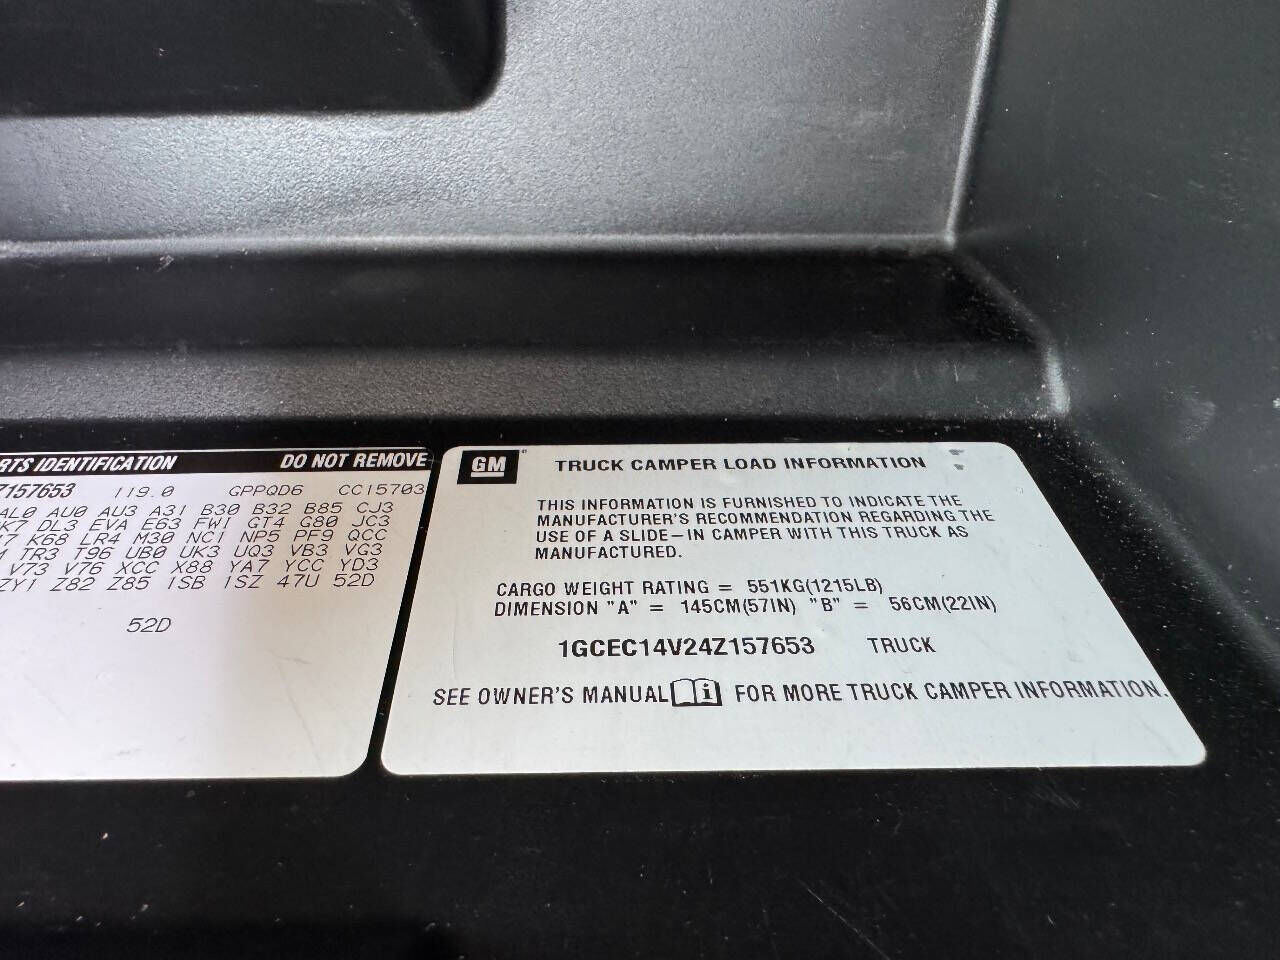 RTS IDENTIFICATION DO NOT REMOVE
7157653 119.0 GPPQD6 CC15703
AL0 AU0 AU3 A31 B30 B32 B85 CJ3
K7 DL3 EVA E63 FW1 GT4 G80 JC3
7 K68 LR4 M30 NC1 NP5 PF9 QCC
TR3 T96 UB0 UK3 UQ3 VB3 VG3
V73 V76 XCC X88 YA7 YCC YD3
ZY1 Z82 Z85 1SB 1SZ 47U 52D
52D
GM
TRUCK CAMPER LOAD INFORMATION
THIS INFORMATION IS FURNISHED TO INDICATE THE
MANUFACTURER'S RECOMMENDATION REGARDING THE
USE OF A SLIDE-IN CAMPER WITH THIS TRUCK AS
MANUFACTURED.
CARGO WEIGHT RATING = 551KG(1215LB)
DIMENSION "A" = 145CM(57IN) "B" = 56CM(22IN)
1GCEC14V24Z157653 TRUCK
SEE OWNER'S MANUAL i FOR MORE TRUCK CAMPER INFORMATION.